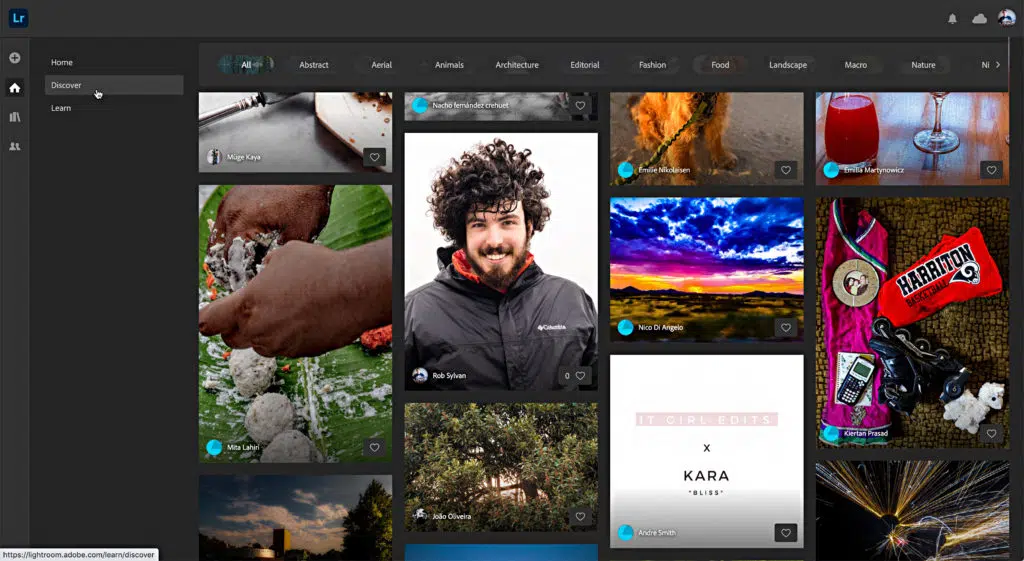 Lr
Home
Discover
Learn
All
Abstract
Aerial
Animals
Architecture
Editorial
Fashion
Food
Landscape
Macro
Nature
Ni
Müge Kaya
Nacho fernández crehuet
Emilie Nikolaisen
Emilia Martynowicz
Mita Lahiri
Columbia
Rob Sylvan
0
Nico Di Angelo
HARRITON
BASKETBALL
Kiertan Prasad
João Oliveira
IT GIRL EDITS
X
KARA
"BLISS"
André Smith
https://lightroom.adobe.com/learn/discover